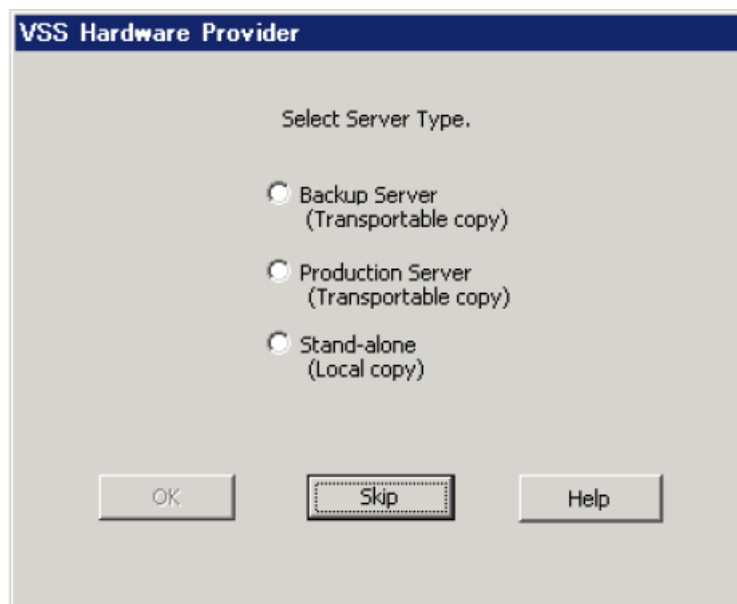 VSS Hardware Provider
Select Server Type.
Backup Server
(Transportable copy)
Production Server
(Transportable copy)
Stand-alone
(Local copy)
OK
Skip
Help